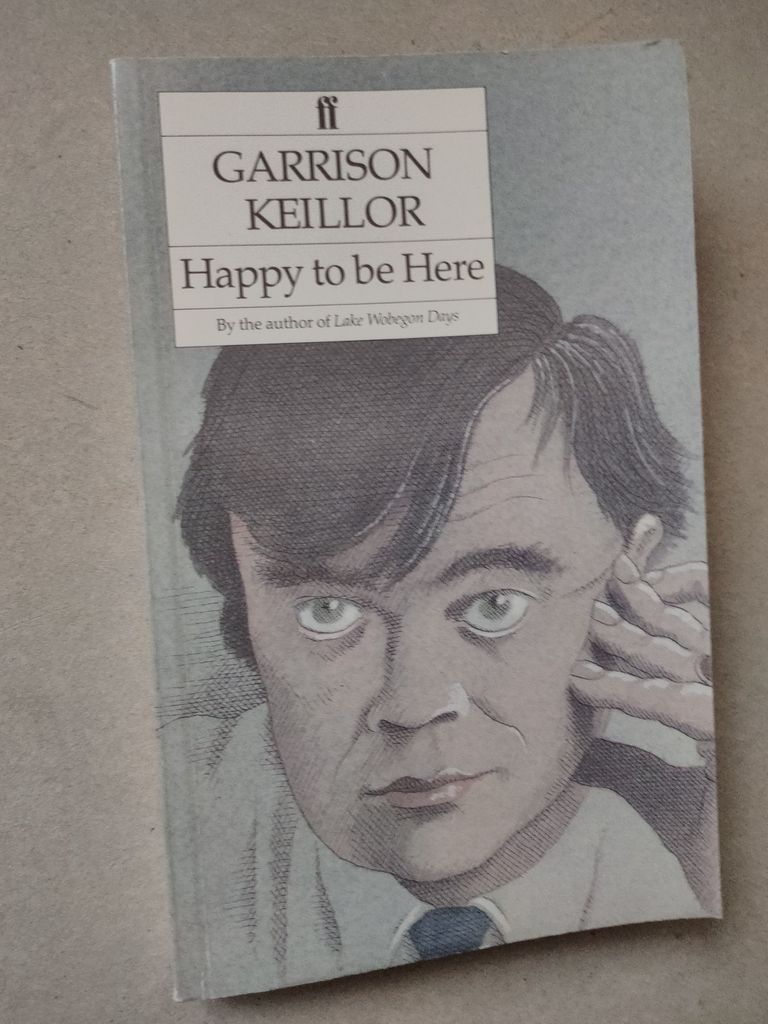 ff
GARRISON
KEILLOR
Happy to be Here
By the author of Lake Wobegon Days